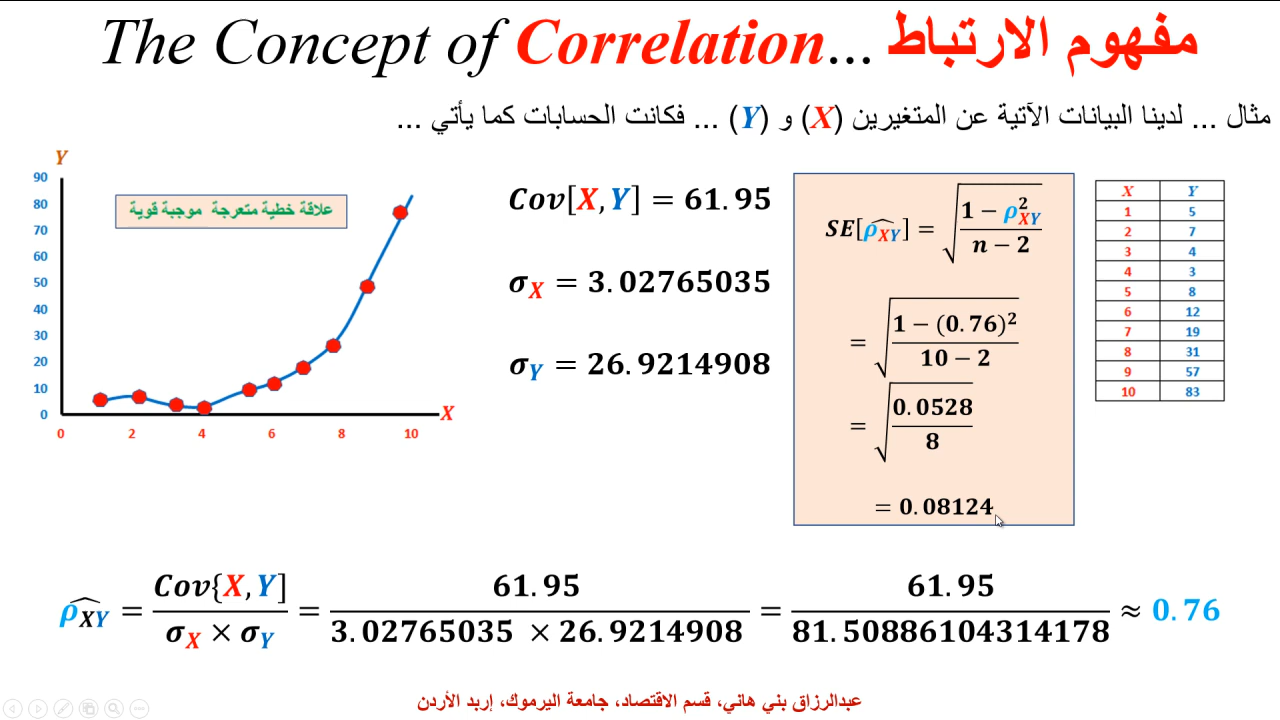 The Concept of Correlation... مفهوم الارتباط
مثال ... لدينا البيانات الآتية عن المتغيرين (X) و (Y) ... فكانت الحسابات كما يأتي ...
Y
90
80
70
60
50
40
30
20
10
0
علاقة خطية متعرجة موجبة قوية
X
0 2 4 6 8 10
Cov[X, Y] = 61.95
σX = 3.02765035
σY = 26.9214908
SE[ρ̂XY] = √((1 − ρ²XY)/(n − 2))
= √((1 − (0.76)²)/(10 − 2))
= √(0.0528/8)
= 0.08124
X Y
1 5
2 7
3 4
4 3
5 8
6 12
7 19
8 31
9 57
10 83
ρ̂XY = Cov{X, Y]/(σX × σY) = 61.95/(3.02765035 × 26.9214908) = 61.95/81.50886104314178 ≈ 0.76
عبدالرزاق بني هاني، قسم الاقتصاد، جامعة اليرموك، إربد الأردن